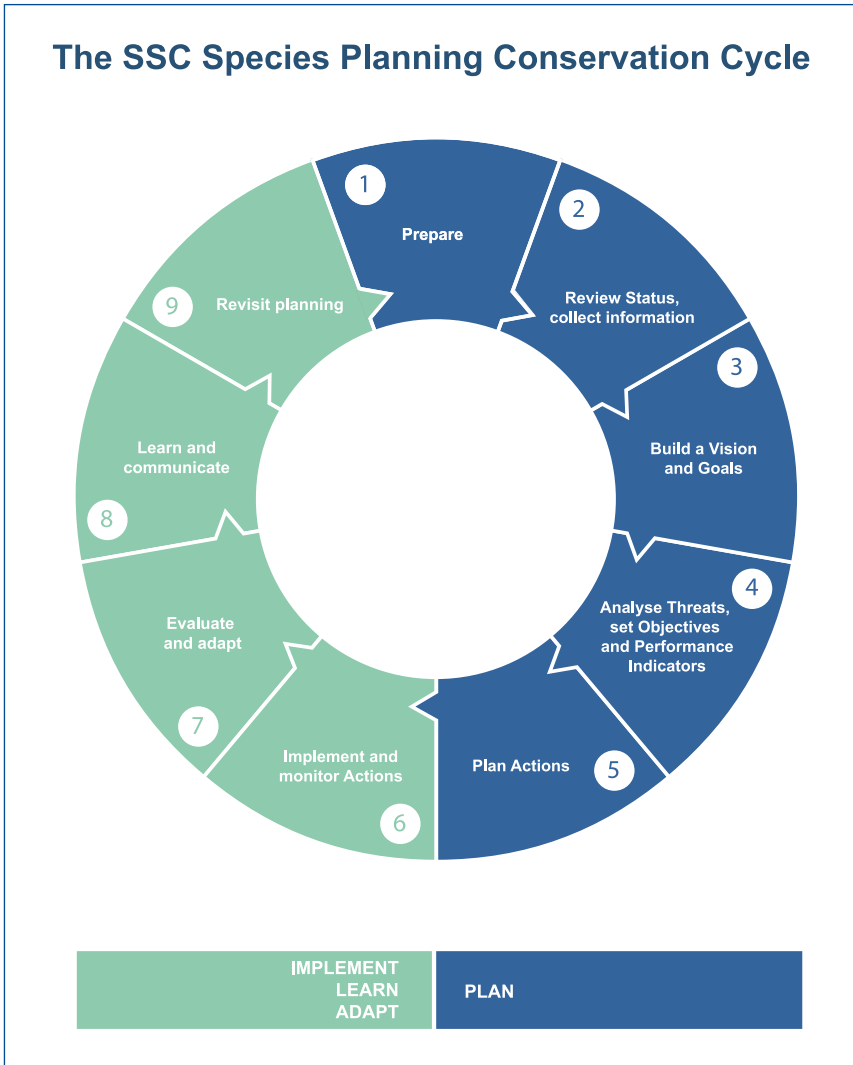 The SSC Species Planning Conservation Cycle
1
Prepare
2
Review Status,
collect information
3
Build a Vision
and Goals
4
Analyse Threats,
set Objectives
and Performance
Indicators
5
Plan Actions
6
Implement and
monitor Actions
7
Evaluate
and adapt
8
Learn and
communicate
9
Revisit planning
IMPLEMENT
LEARN
ADAPT
PLAN